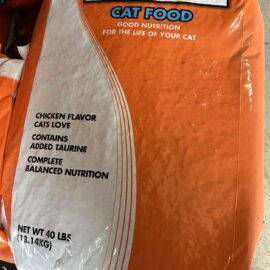 CAT FOOD
GOOD NUTRITION
FOR THE LIFE OF YOUR CAT
CHICKEN FLAVOR
CATS LOVE
CONTAINS
ADDED TAURINE
COMPLETE
BALANCED NUTRITION
NET WT 40 LBS
(18.14KG)